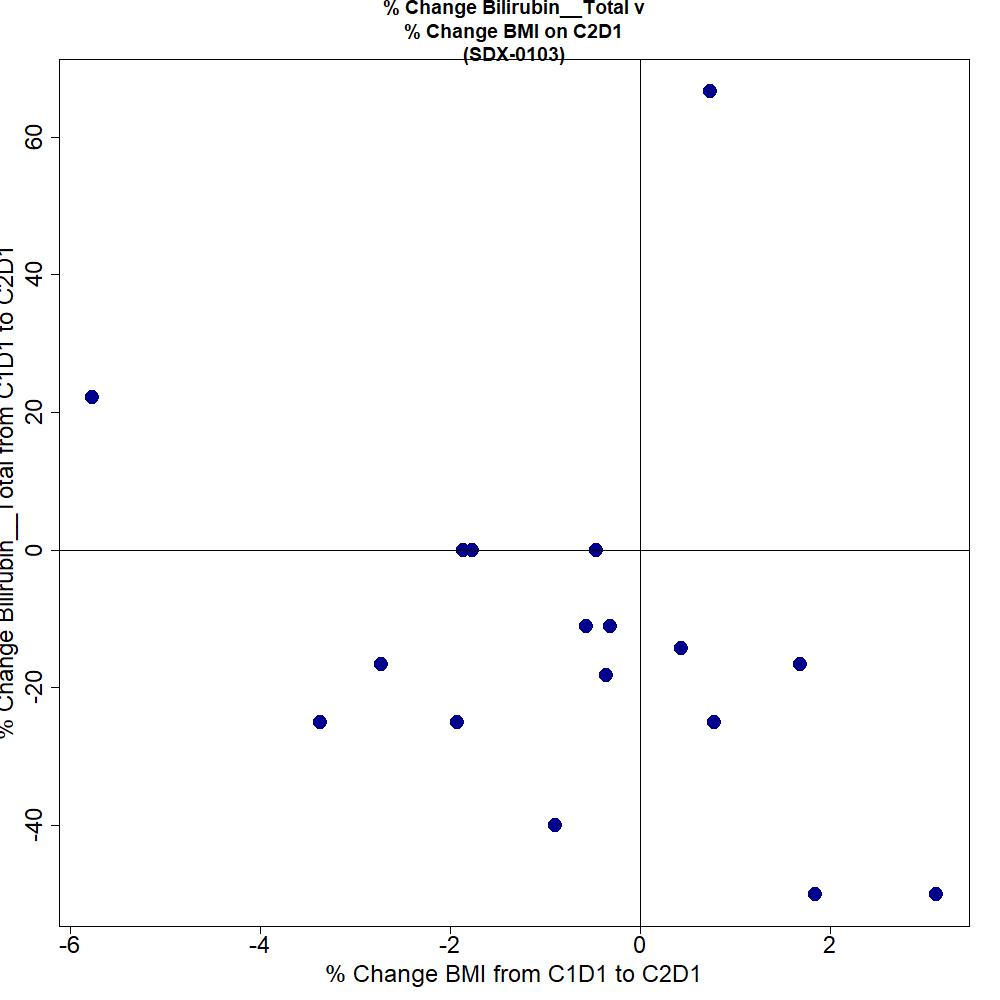 % Change Bilirubin__Total v
% Change BMI on C2D1
(SDX-0103)
% Change Bilirubin__Total from C1D1 to C2D1
60
40
20
0
-20
-40
-6
-4
-2
0
2
% Change BMI from C1D1 to C2D1